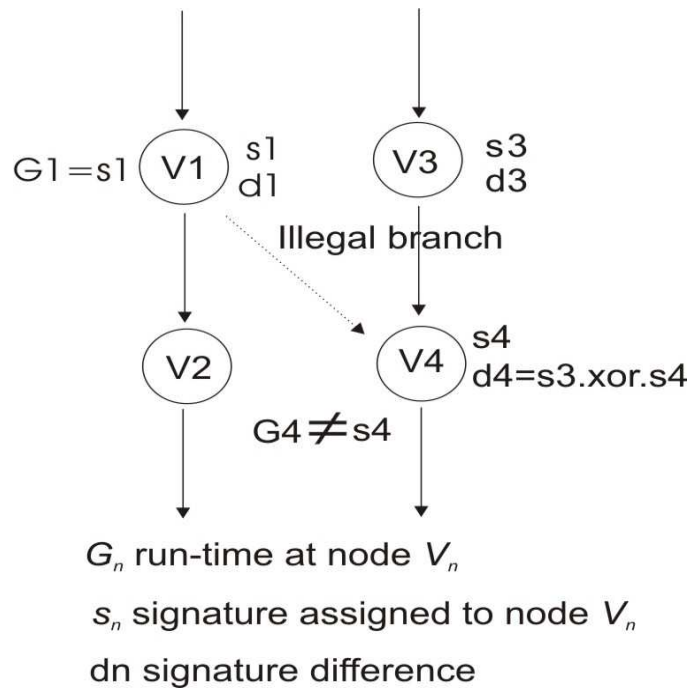 G1=s1
V1
s1
d1
V3
s3
d3
Illegal branch
V2
V4
s4
d4=s3.xor.s4
G4≠s4
Gn run-time at node Vn
sn signature assigned to node Vn
dn signature difference